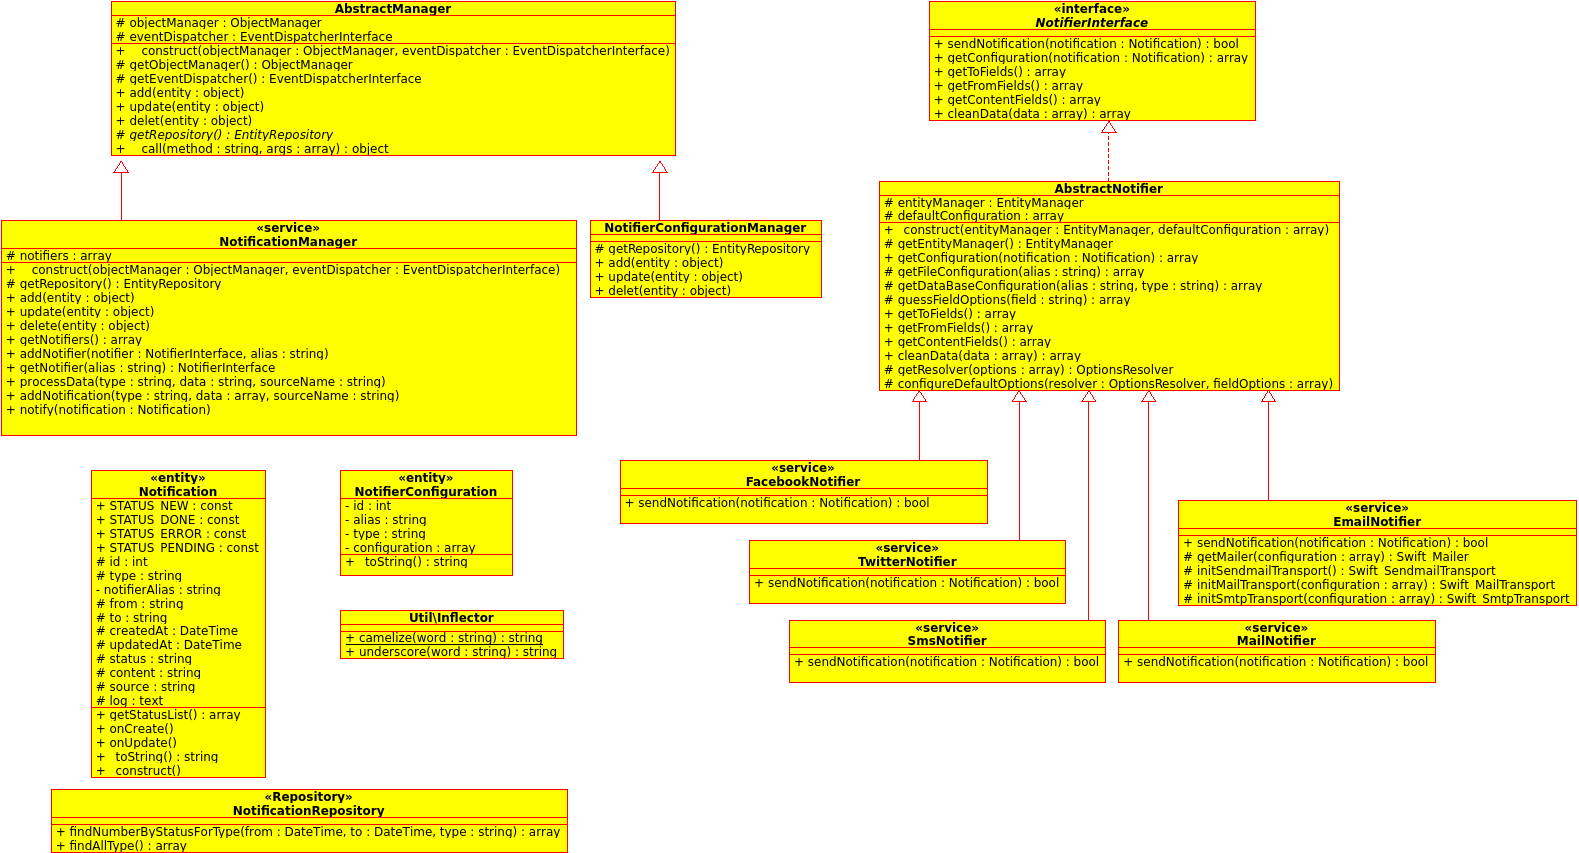 AbstractManager
# objectManager : ObjectManager
# eventDispatcher : EventDispatcherInterface
+ __construct(objectManager : ObjectManager, eventDispatcher : EventDispatcherInterface)
# getObjectManager() : ObjectManager
# getEventDispatcher() : EventDispatcherInterface
+ add(entity : object)
+ update(entity : object)
+ delet(entity : object)
# getRepository() : EntityRepository
+ __call(method : string, args : array) : object
«interface»
NotifierInterface
+ sendNotification(notification : Notification) : bool
+ getConfiguration(notification : Notification) : array
+ getToFields() : array
+ getFromFields() : array
+ getContentFields() : array
+ cleanData(data : array) : array
«service»
NotificationManager
# notifiers : array
+ __construct(objectManager : ObjectManager, eventDispatcher : EventDispatcherInterface)
# getRepository() : EntityRepository
+ add(entity : object)
+ update(entity : object)
+ delete(entity : object)
+ getNotifiers() : array
+ addNotifier(notifier : NotifierInterface, alias : string)
+ getNotifier(alias : string) : NotifierInterface
+ processData(type : string, data : string, sourceName : string)
+ addNotification(type : string, data : array, sourceName : string)
+ notify(notification : Notification)
NotifierConfigurationManager
# getRepository() : EntityRepository
+ add(entity : object)
+ update(entity : object)
+ delet(entity : object)
AbstractNotifier
# entityManager : EntityManager
# defaultConfiguration : array
+ __construct(entityManager : EntityManager, defaultConfiguration : array)
# getEntityManager() : EntityManager
+ getConfiguration(notification : Notification) : array
# getFileConfiguration(alias : string) : array
# getDataBaseConfiguration(alias : string, type : string) : array
# guessFieldOptions(field : string) : array
+ getToFields() : array
+ getFromFields() : array
+ getContentFields() : array
+ cleanData(data : array) : array
# getResolver(options : array) : OptionsResolver
# configureDefaultOptions(resolver : OptionsResolver, fieldOptions : array)
«entity»
Notification
+ STATUS_NEW : const
+ STATUS_DONE : const
+ STATUS_ERROR : const
+ STATUS_PENDING : const
# id : int
# type : string
- notifierAlias : string
# from : string
# to : string
# createdAt : DateTime
# updatedAt : DateTime
# status : string
# content : string
# source : string
# log : text
+ getStatusList() : array
+ onCreate()
+ onUpdate()
+ __toString() : string
+ __construct()
«entity»
NotifierConfiguration
- id : int
- alias : string
- type : string
- configuration : array
+ __toString() : string
Util\Inflector
+ camelize(word : string) : string
+ underscore(word : string) : string
«service»
FacebookNotifier
+ sendNotification(notification : Notification) : bool
«service»
TwitterNotifier
+ sendNotification(notification : Notification) : bool
«service»
EmailNotifier
+ sendNotification(notification : Notification) : bool
# getMailer(configuration : array) : Swift_Mailer
# initSendmailTransport() : Swift_SendmailTransport
# initMailTransport(configuration : array) : Swift_MailTransport
# initSmtpTransport(configuration : array) : Swift_SmtpTransport
«service»
SmsNotifier
+ sendNotification(notification : Notification) : bool
«service»
MailNotifier
+ sendNotification(notification : Notification) : bool
«Repository»
NotificationRepository
+ findNumberByStatusForType(from : DateTime, to : DateTime, type : string) : array
+ findAllType() : array